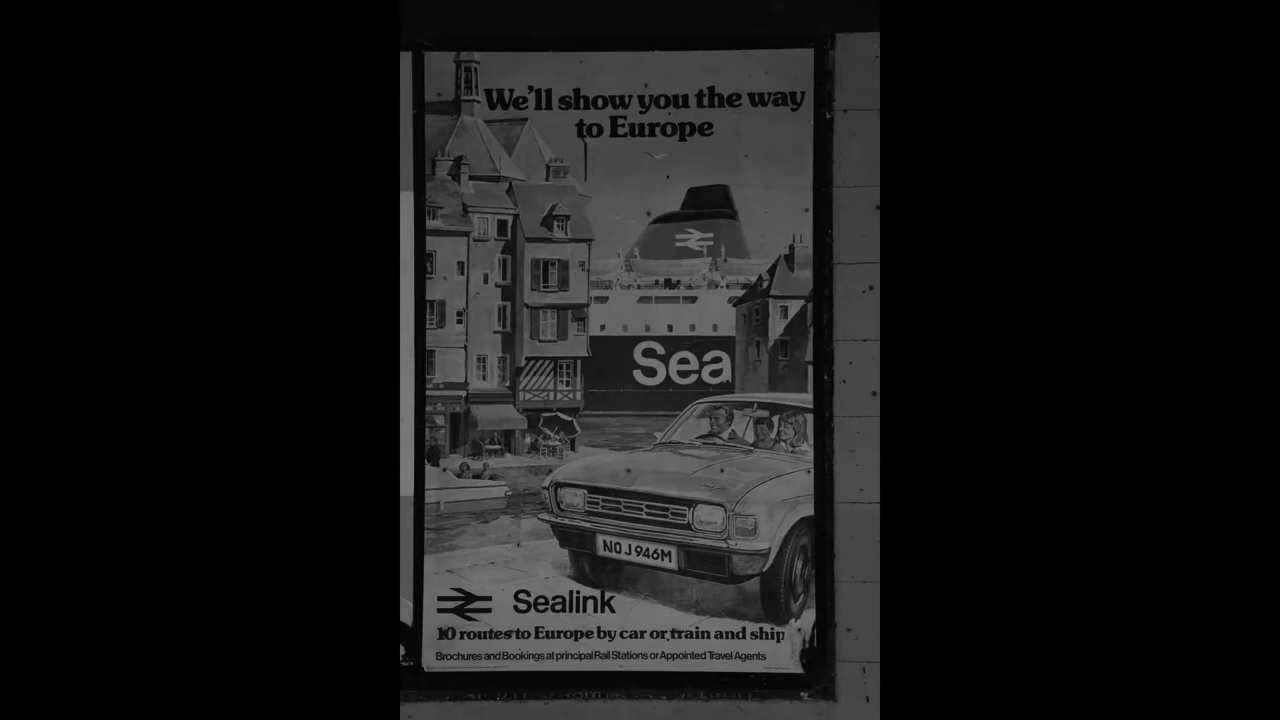 We'll show you the way
to Europe
Sea
NOJ 946M
Sealink
10 routes to Europe by car or train and ship
Brochures and Bookings at principal Rail Stations or Appointed Travel Agents